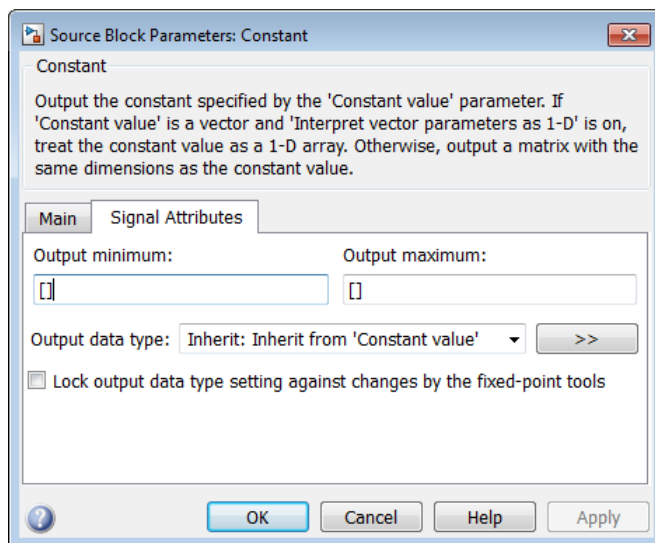 Source Block Parameters: Constant
Constant
Output the constant specified by the 'Constant value' parameter. If
'Constant value' is a vector and 'Interpret vector parameters as 1-D' is on,
treat the constant value as a 1-D array. Otherwise, output a matrix with the
same dimensions as the constant value.
Main Signal Attributes
Output minimum: Output maximum:
[] []
Output data type: Inherit: Inherit from 'Constant value' >>
Lock output data type setting against changes by the fixed-point tools
? OK Cancel Help Apply